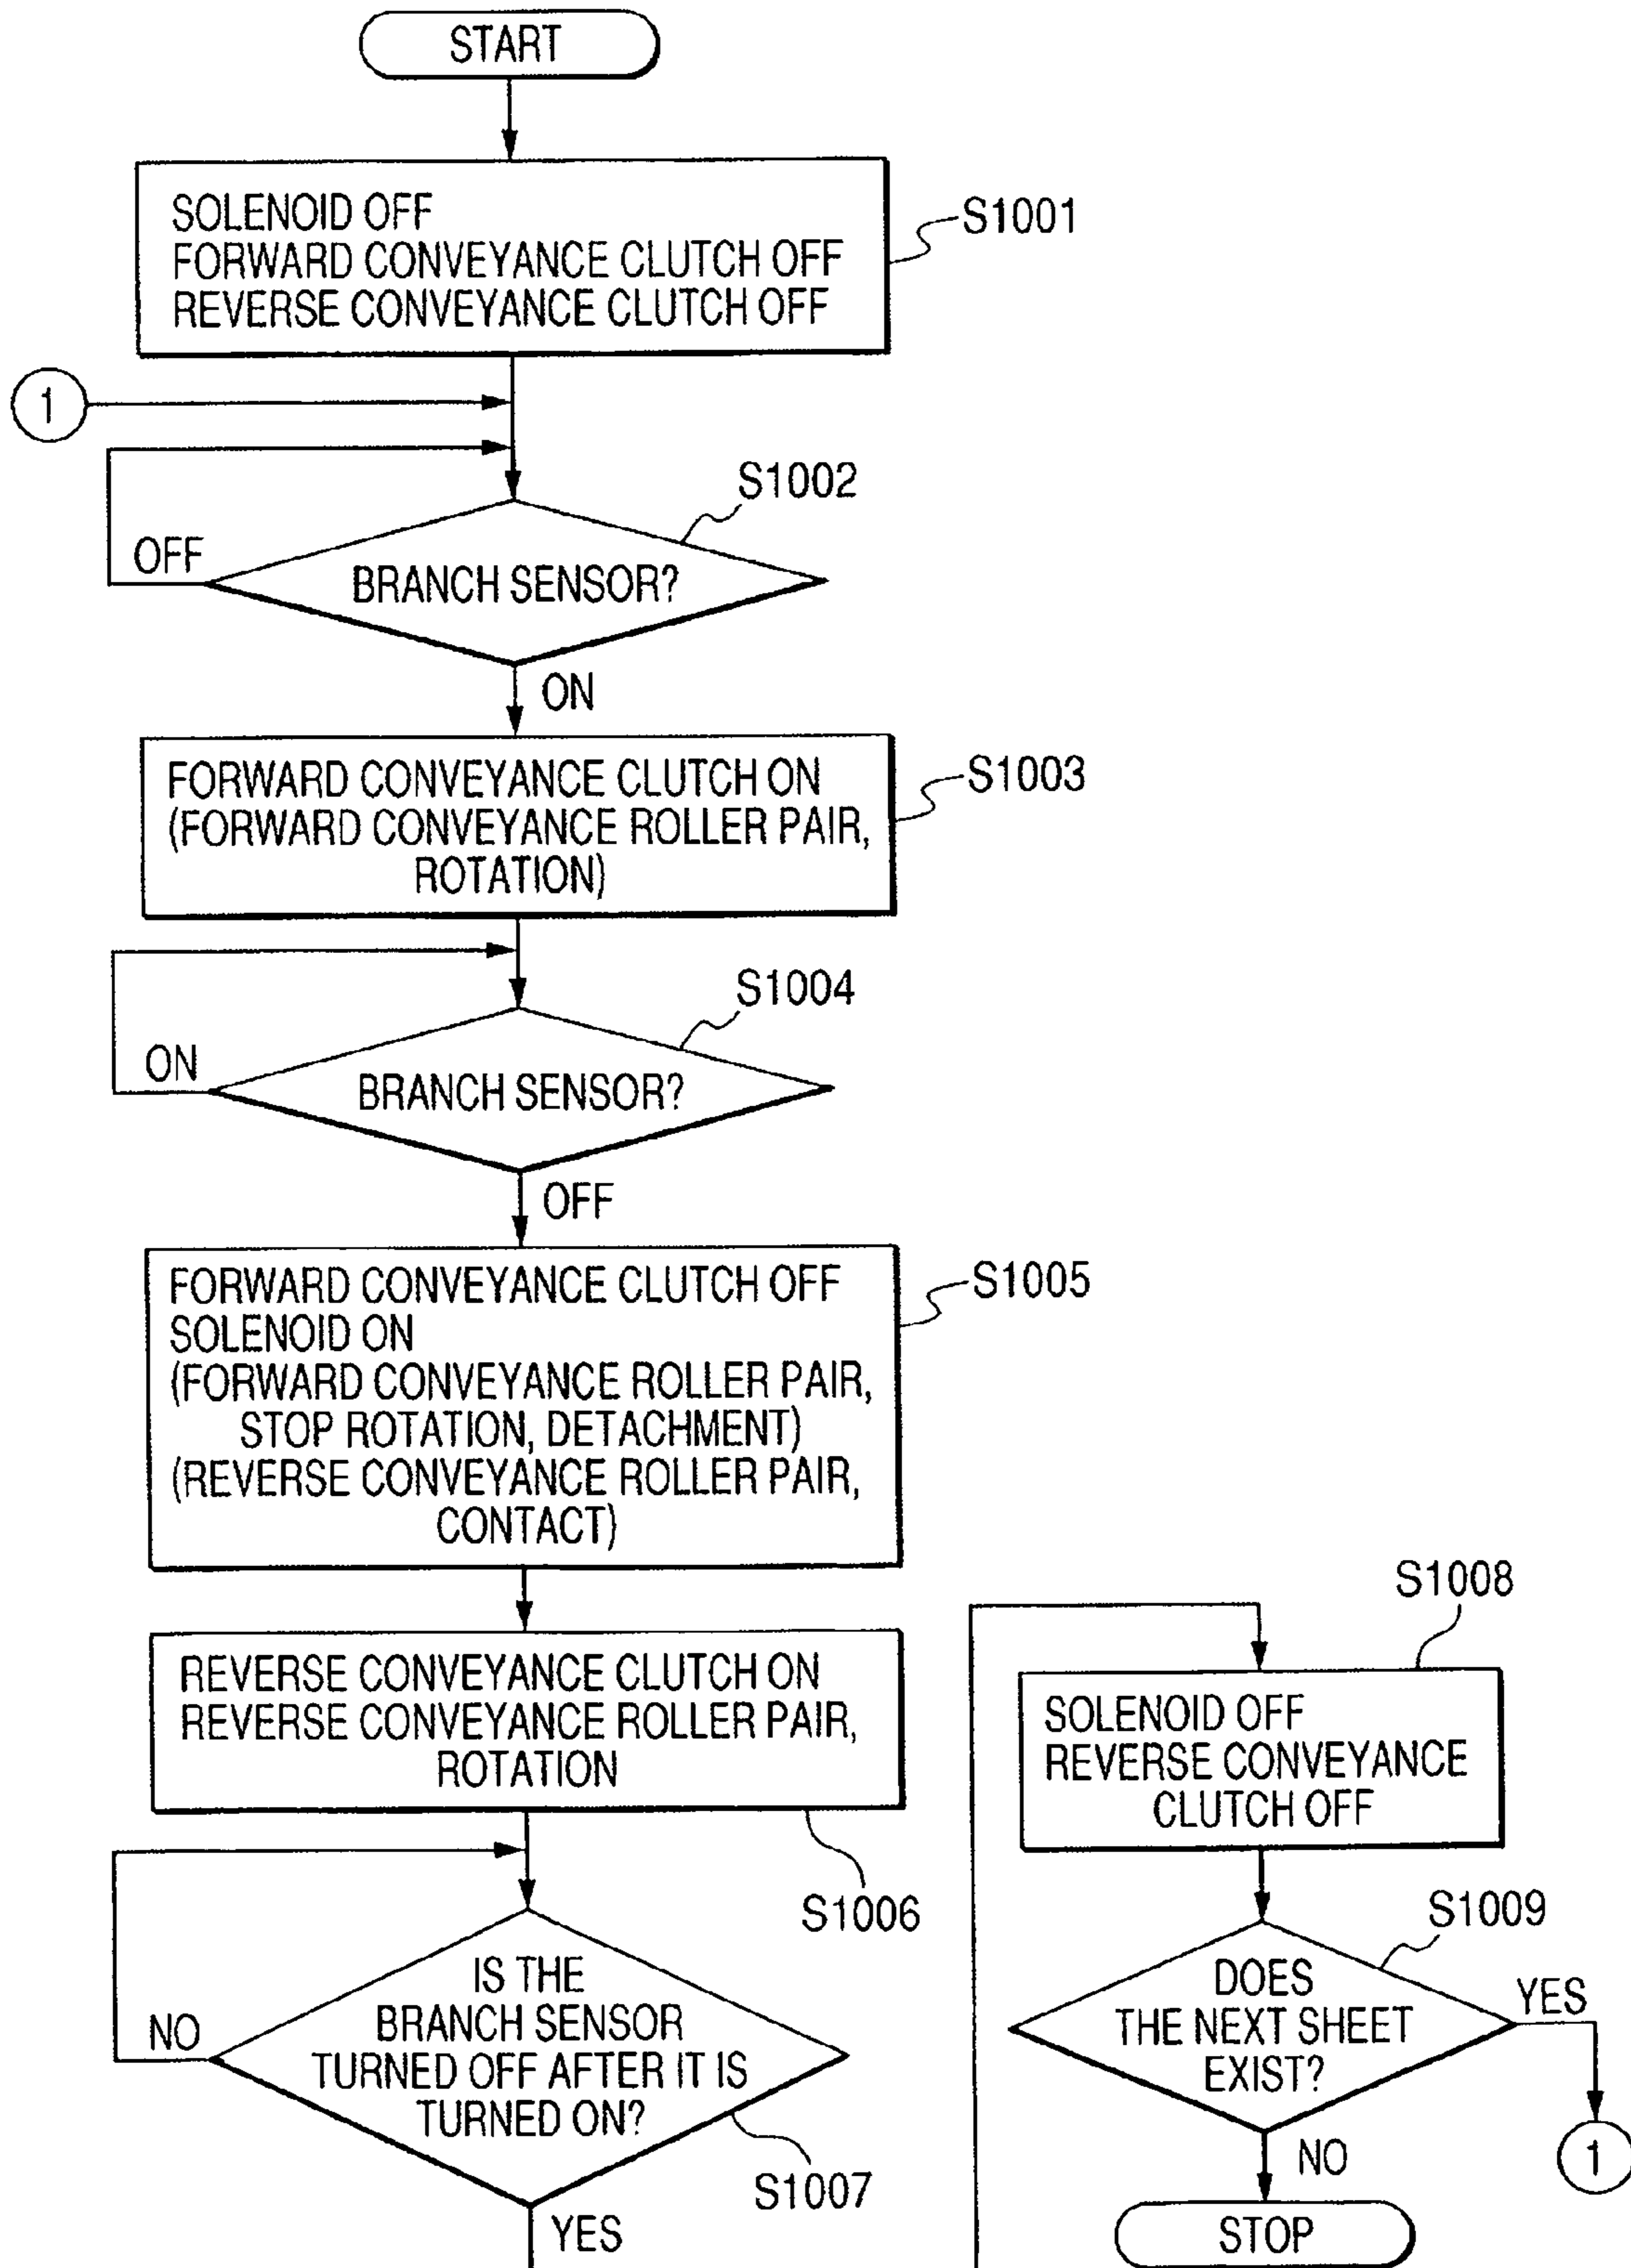 START
SOLENOID OFF
FORWARD CONVEYANCE CLUTCH OFF
REVERSE CONVEYANCE CLUTCH OFF
S1001
1
S1002
OFF
BRANCH SENSOR?
ON
FORWARD CONVEYANCE CLUTCH ON
(FORWARD CONVEYANCE ROLLER PAIR,
ROTATION)
S1003
S1004
ON
BRANCH SENSOR?
OFF
FORWARD CONVEYANCE CLUTCH OFF
SOLENOID ON
(FORWARD CONVEYANCE ROLLER PAIR,
STOP ROTATION, DETACHMENT)
(REVERSE CONVEYANCE ROLLER PAIR,
CONTACT)
S1005
REVERSE CONVEYANCE CLUTCH ON
REVERSE CONVEYANCE ROLLER PAIR,
ROTATION
S1006
NO
IS THE
BRANCH SENSOR
TURNED OFF AFTER IT IS
TURNED ON?
S1007
YES
S1008
SOLENOID OFF
REVERSE CONVEYANCE
CLUTCH OFF
S1009
DOES
THE NEXT SHEET
EXIST?
YES
1
NO
STOP